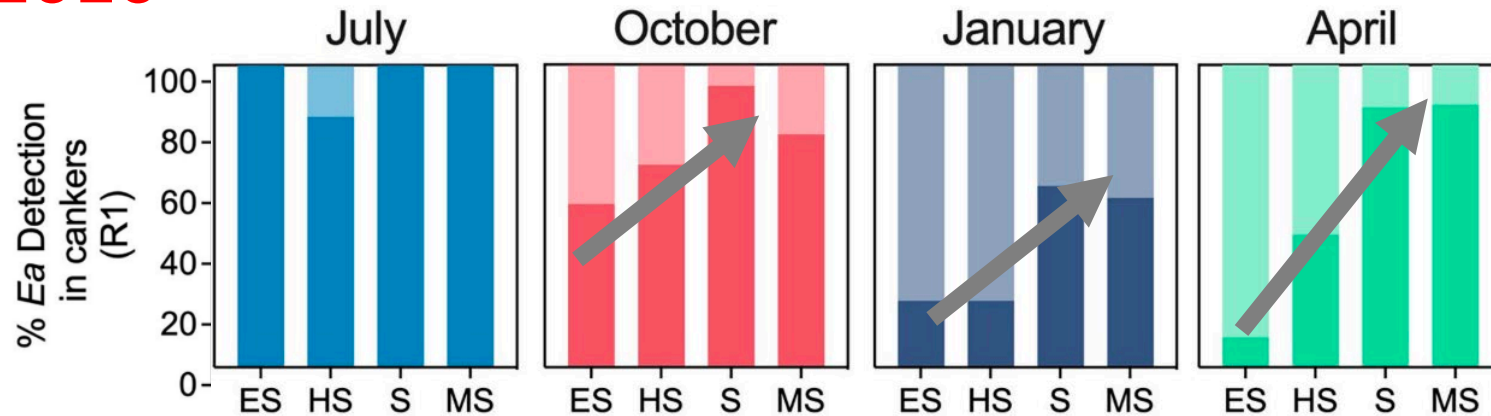 July October January April
% Ea Detection
in cankers
(R1)
100
80
60
40
20
0
ES HS S MS ES HS S MS ES HS S MS ES HS S MS